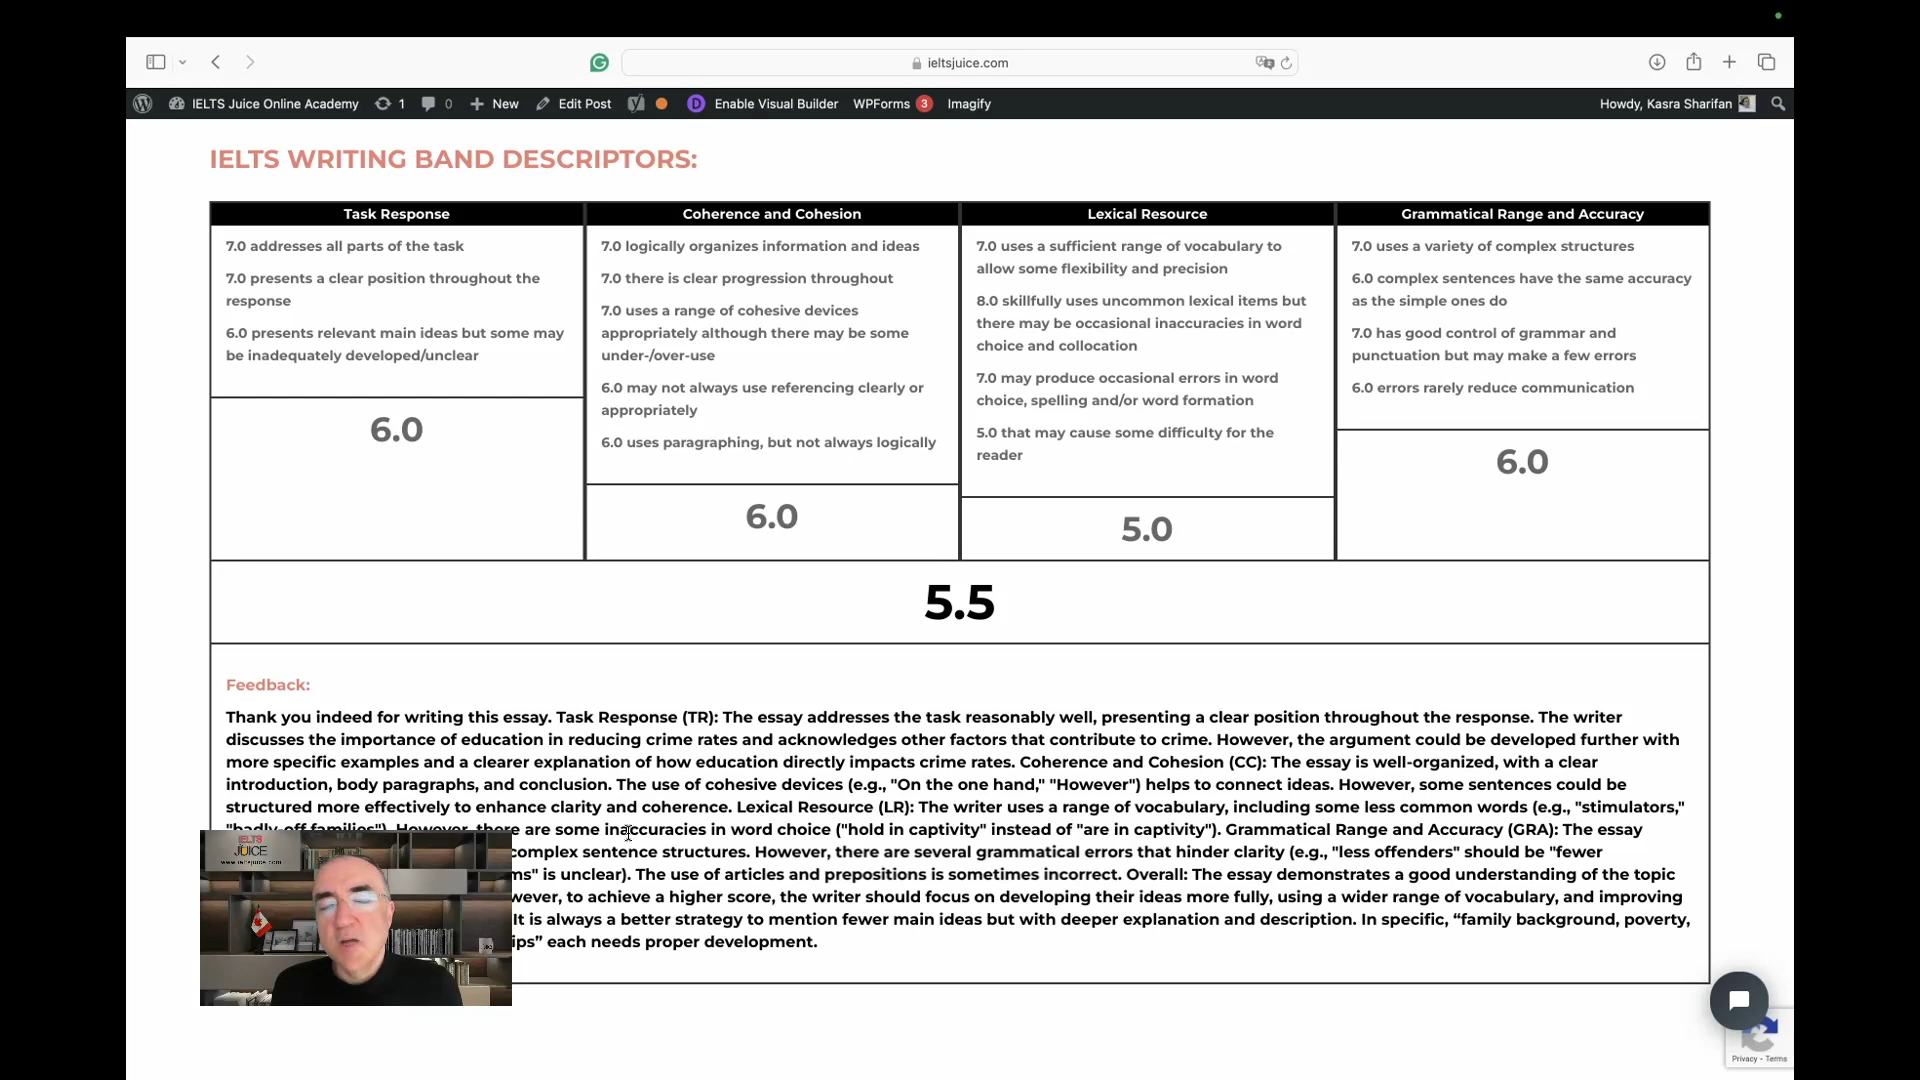 ieltsjuice.com
IELTS Juice Online Academy 1 0 New Edit Post Enable Visual Builder WPForms 3 Imagify Howdy, Kasra Sharifan
IELTS WRITING BAND DESCRIPTORS:
Task Response
7.0 addresses all parts of the task
7.0 presents a clear position throughout the
response
6.0 presents relevant main ideas but some may
be inadequately developed/unclear
6.0
Coherence and Cohesion
7.0 logically organizes information and ideas
7.0 there is clear progression throughout
7.0 uses a range of cohesive devices
appropriately although there may be some
under-/over-use
6.0 may not always use referencing clearly or
appropriately
6.0 uses paragraphing, but not always logically
6.0
Lexical Resource
7.0 uses a sufficient range of vocabulary to
allow some flexibility and precision
8.0 skillfully uses uncommon lexical items but
there may be occasional inaccuracies in word
choice and collocation
7.0 may produce occasional errors in word
choice, spelling and/or word formation
5.0 that may cause some difficulty for the
reader
5.0
Grammatical Range and Accuracy
7.0 uses a variety of complex structures
6.0 complex sentences have the same accuracy
as the simple ones do
7.0 has good control of grammar and
punctuation but may make a few errors
6.0 errors rarely reduce communication
6.0
5.5
Feedback:
Thank you indeed for writing this essay. Task Response (TR): The essay addresses the task reasonably well, presenting a clear position throughout the response. The writer
discusses the importance of education in reducing crime rates and acknowledges other factors that contribute to crime. However, the argument could be developed further with
more specific examples and a clearer explanation of how education directly impacts crime rates. Coherence and Cohesion (CC): The essay is well-organized, with a clear
introduction, body paragraphs, and conclusion. The use of cohesive devices (e.g., "On the one hand," "However") helps to connect ideas. However, some sentences could be
structured more effectively to enhance clarity and coherence. Lexical Resource (LR): The writer uses a range of vocabulary, including some less common words (e.g., "stimulators,"
"badly-off families"). However, there are some inaccuracies in word choice ("hold in captivity" instead of "are in captivity"). Grammatical Range and Accuracy (GRA): The essay
complex sentence structures. However, there are several grammatical errors that hinder clarity (e.g., "less offenders" should be "fewer
ms" is unclear). The use of articles and prepositions is sometimes incorrect. Overall: The essay demonstrates a good understanding of the topic
wever, to achieve a higher score, the writer should focus on developing their ideas more fully, using a wider range of vocabulary, and improving
It is always a better strategy to mention fewer main ideas but with deeper explanation and description. In specific, “family background, poverty,
ips” each needs proper development.
IELTS
JUICE
www.ieltsjuice.com
Privacy - Terms